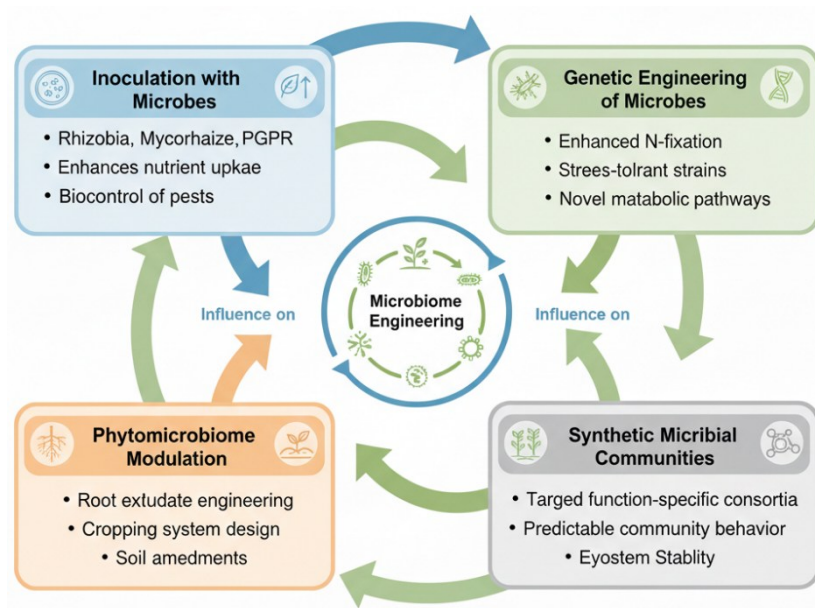 Inoculation with
Microbes
• Rhizobia, Mycorhaize, PGPR
• Enhances nutrient upkae
• Biocontrol of pests
Genetic Engineering
of Microbes
• Enhanced N-fixation
• Strees-tolrant strains
• Novel matabolic pathways
Influence on
Microbiome
Engineering
Influence on
Phytomicrobiome
Modulation
• Root extudate engineering
• Cropping system design
• Soil amedments
Synthetic Micribial
Communities
• Targed function-specific consortia
• Predictable community behavior
• Eyostem Stablity